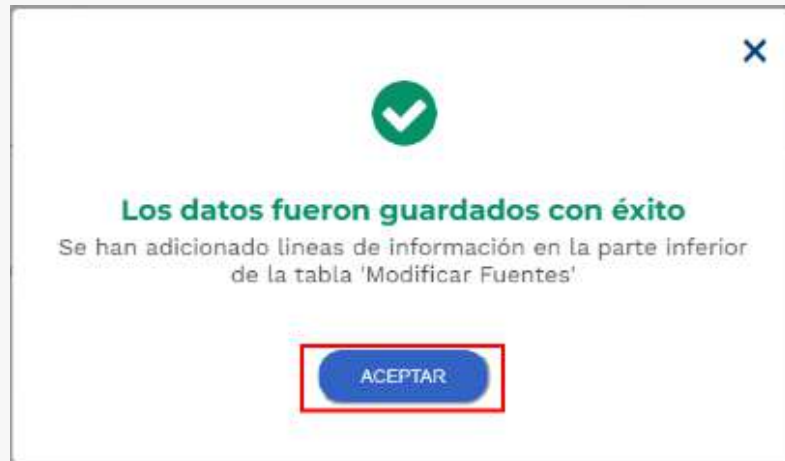 Los datos fueron guardados con éxito
Se han adicionado lineas de información en la parte inferior
de la tabla 'Modificar Fuentes'
ACEPTAR